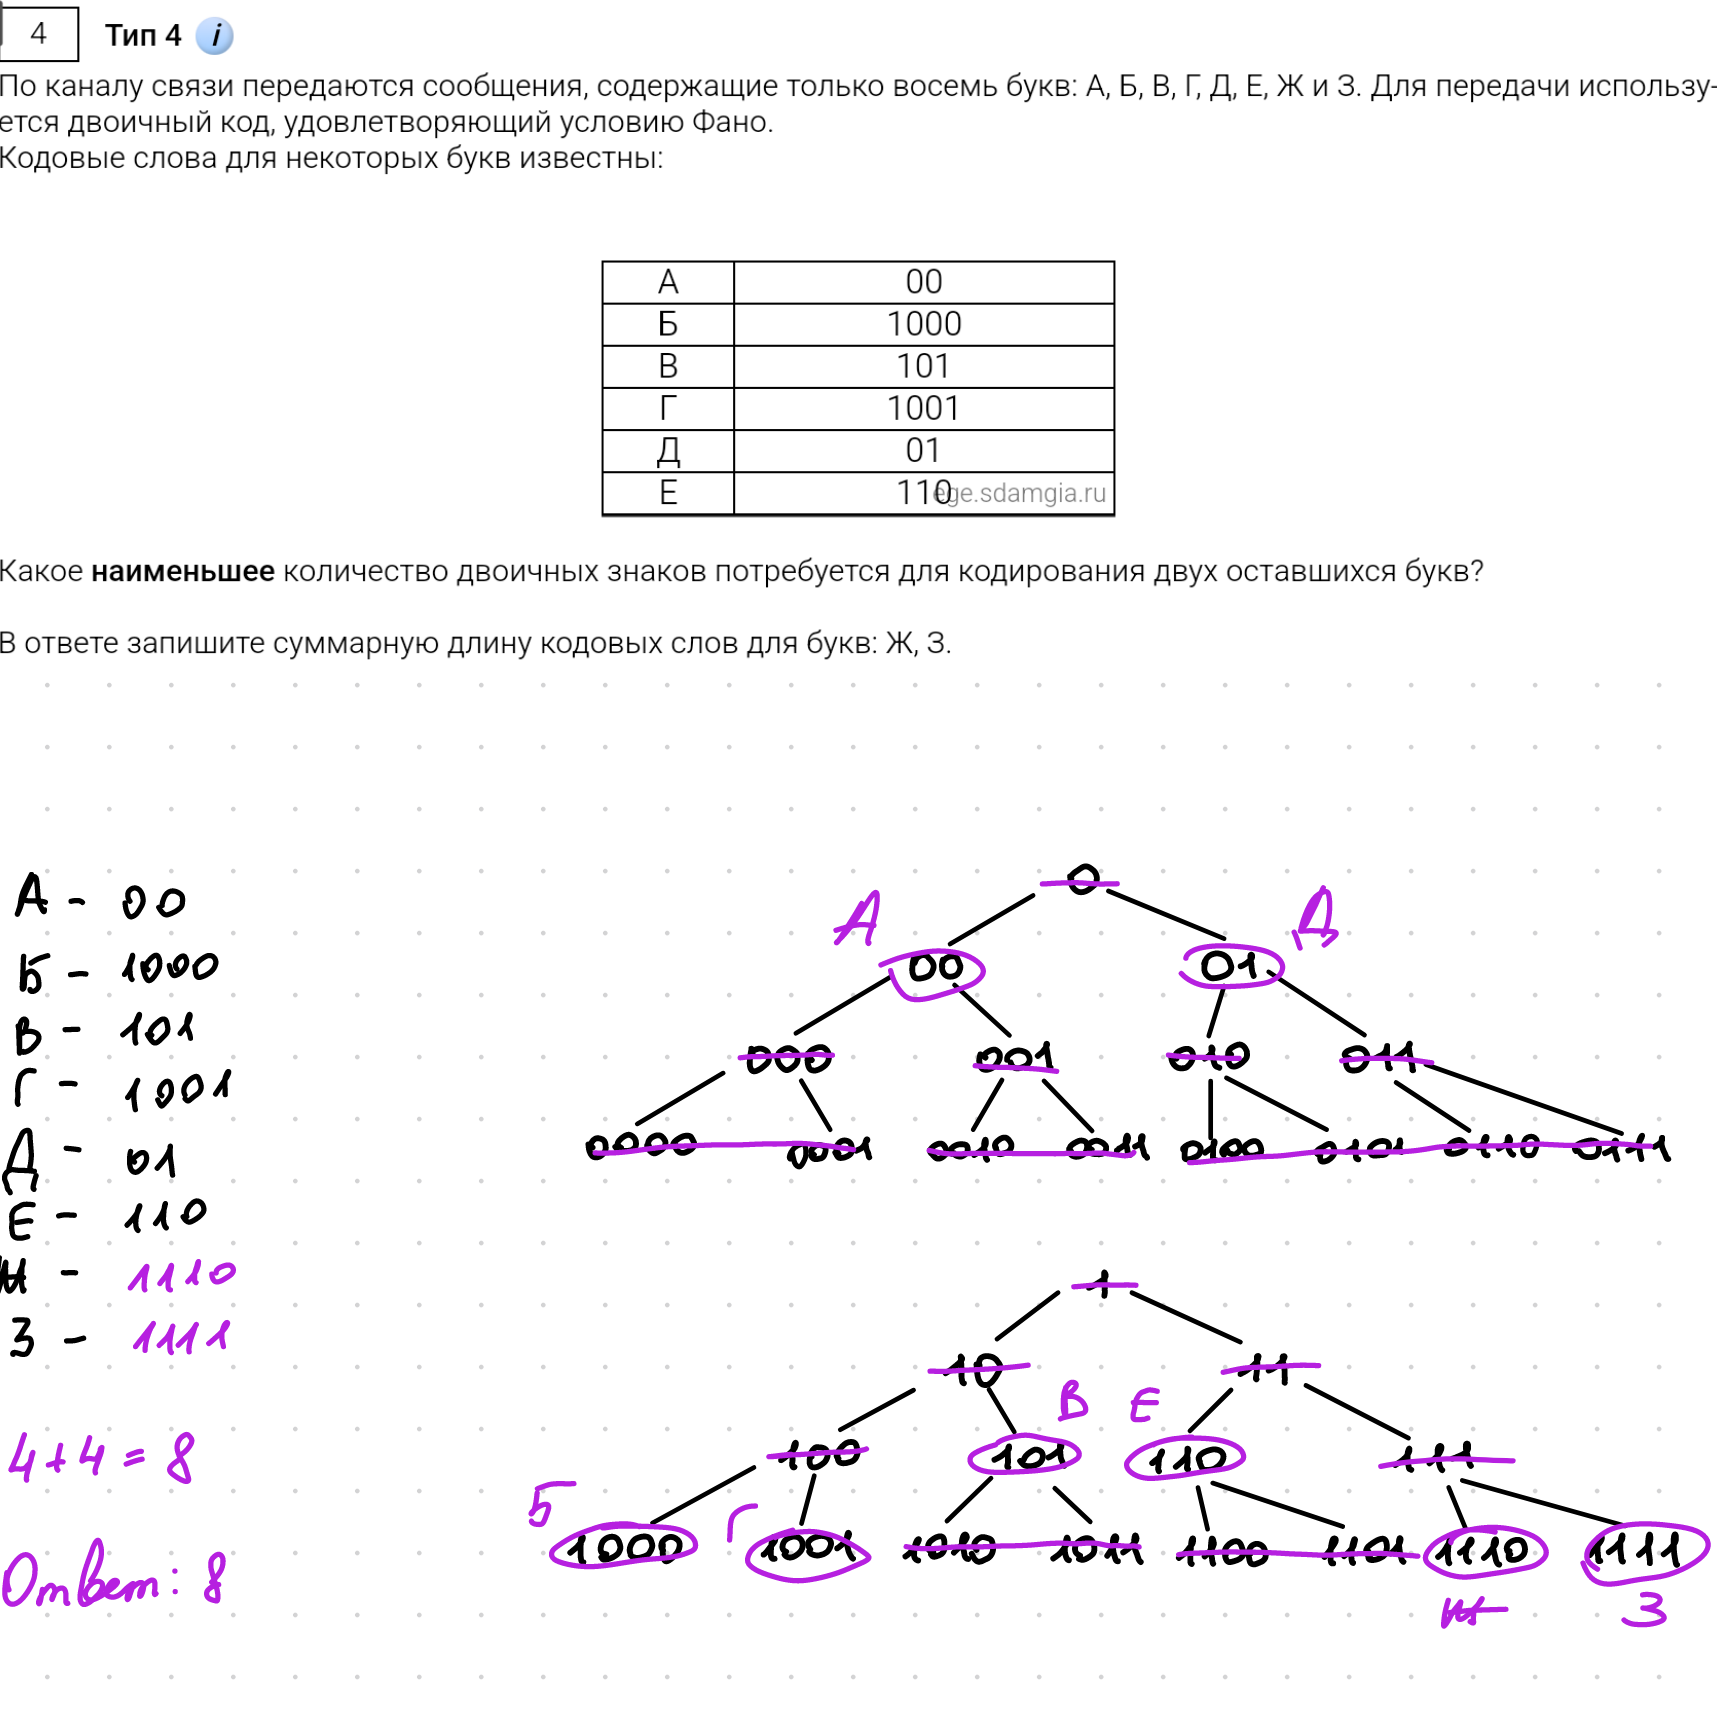 4 Тип 4 i
По каналу связи передаются сообщения, содержащие только восемь букв: А, Б, В, Г, Д, Е, Ж и З. Для передачи использу-
ется двоичный код, удовлетворяющий условию Фано.
Кодовые слова для некоторых букв известны:
А 00
Б 1000
В 101
Г 1001
Д 01
Е 110
ege.sdamgia.ru
Какое наименьшее количество двоичных знаков потребуется для кодирования двух оставшихся букв?
В ответе запишите суммарную длину кодовых слов для букв: Ж, З.
0
А Д
00 01
000 001 010 011
0000 0001 0010 0011 0100 0101 0110 0111
А - 00
Б - 1000
В - 101
Г - 1001
Д - 01
Е - 110
Ж - 1110
З - 1111
4+4=8
Ответ: 8
1
10 11
В Е
100 101 110 111
Б Г
1000 1001 1010 1011 1100 1101 1110 1111
Ж З